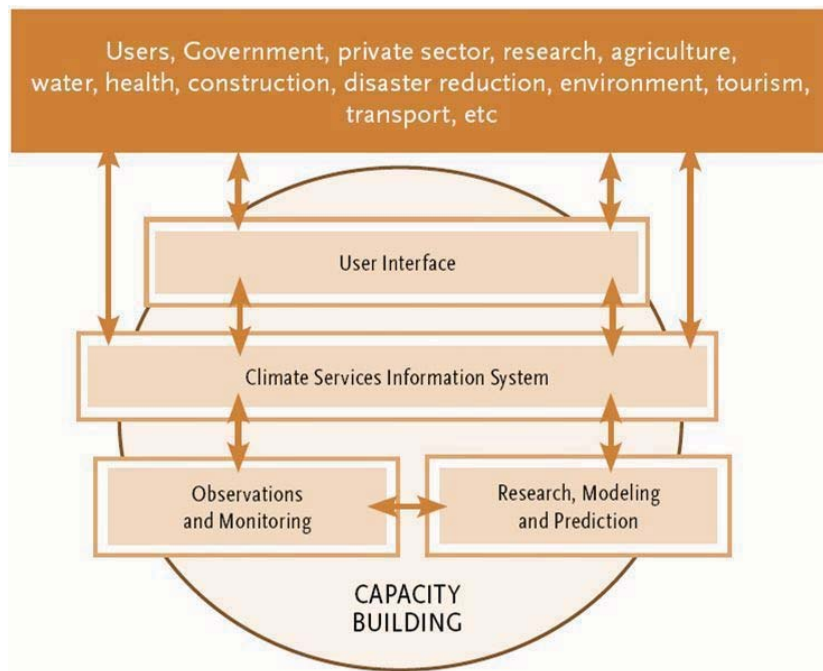 Users, Government, private sector, research, agriculture,
water, health, construction, disaster reduction, environment, tourism,
transport, etc
User Interface
Climate Services Information System
Observations
and Monitoring
Research, Modeling
and Prediction
CAPACITY
BUILDING